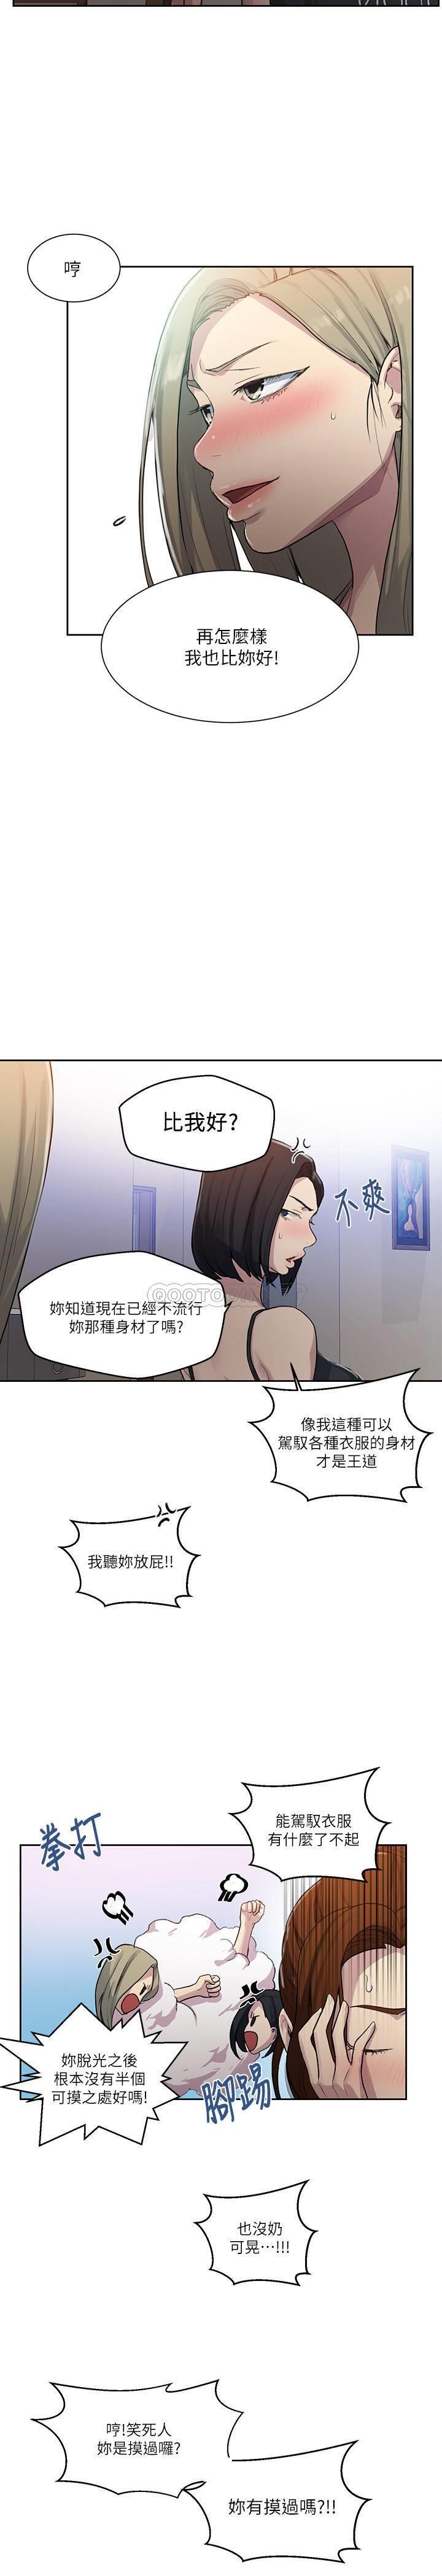 哼
再怎麼樣
我也比妳好!
比我好?
不爽
QOOTOON
妳知道現在已經不流行
妳那種身材了嗎?
像我這種可以
駕馭各種衣服的身材
才是王道
我聽妳放屁!!
能駕馭衣服
有什麼了不起
拳打
妳脫光之後
根本沒有半個
可摸之處好嗎!
腳踢
也沒奶
可晃…!!!
哼!笑死人
妳是摸過囉?
妳有摸過嗎?!!